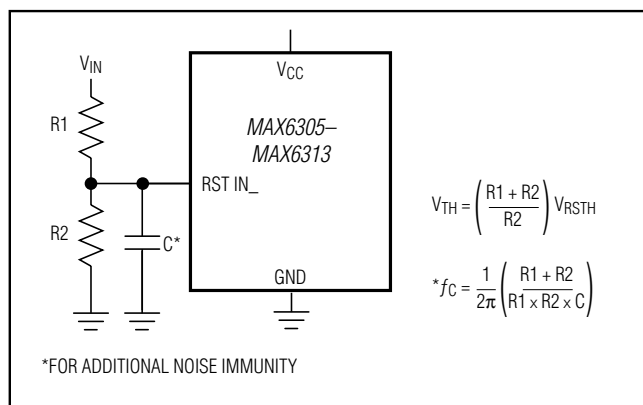 VIN
VCC
R1
MAX6305–
MAX6313
RST IN_
R2
C*
GND
VTH = ( R1 + R2 / R2 ) VRSTH
*fC = 1 / 2π ( R1 + R2 / R1 x R2 x C )
*FOR ADDITIONAL NOISE IMMUNITY